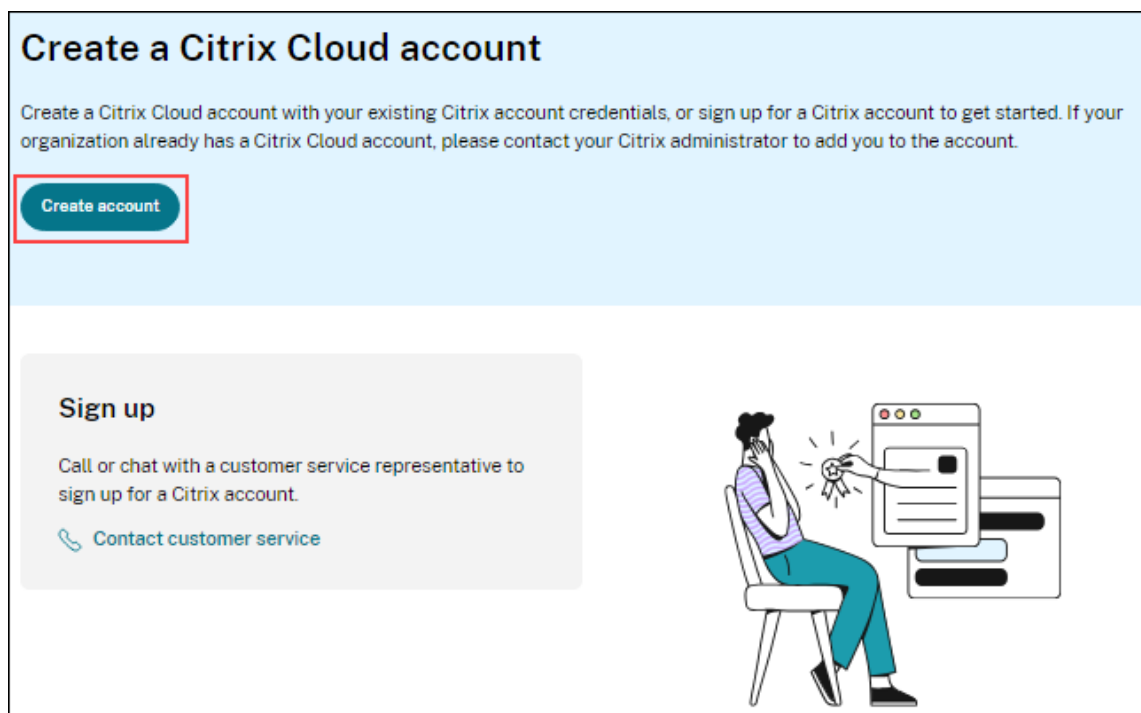 Create a Citrix Cloud account
Create a Citrix Cloud account with your existing Citrix account credentials, or sign up for a Citrix account to get started. If your
organization already has a Citrix Cloud account, please contact your Citrix administrator to add you to the account.
Create account
Sign up
Call or chat with a customer service representative to
sign up for a Citrix account.
Contact customer service